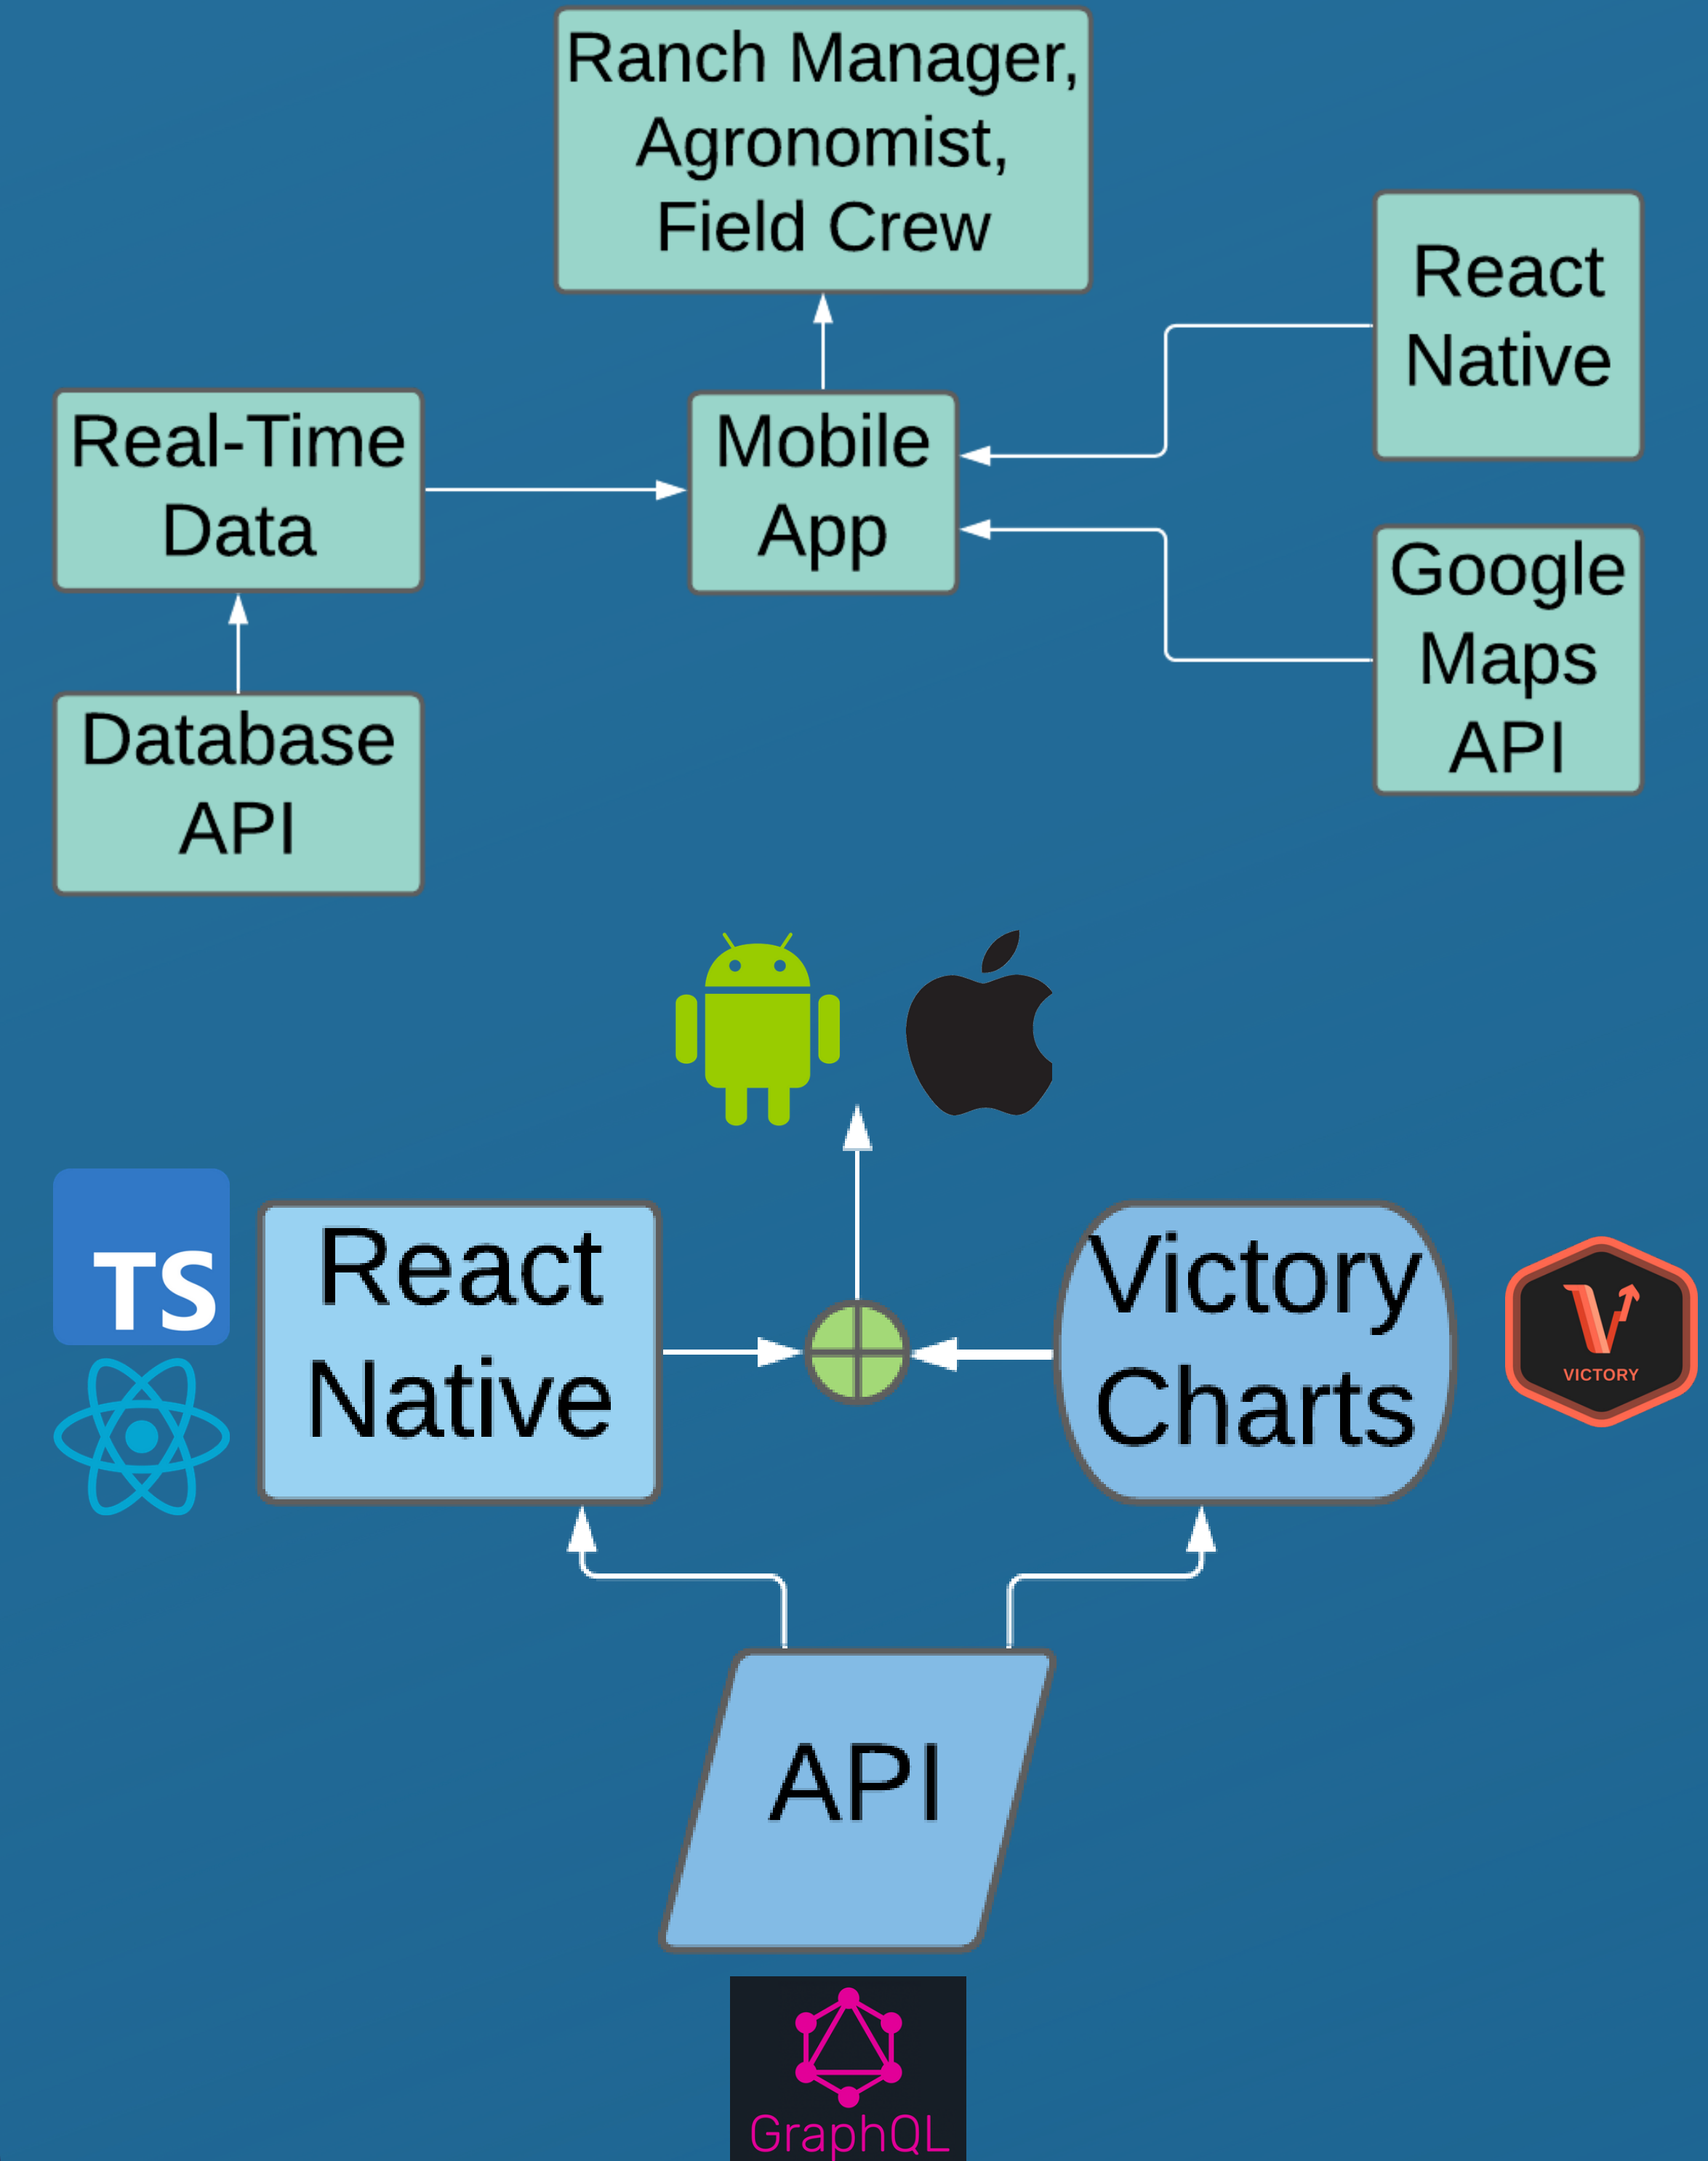 Ranch Manager,
Agronomist,
Field Crew
React
Native
Real-Time
Data
Mobile
App
Google
Maps
API
Database
API
TS
React
Native
Victory
Charts
VICTORY
API
GraphQL